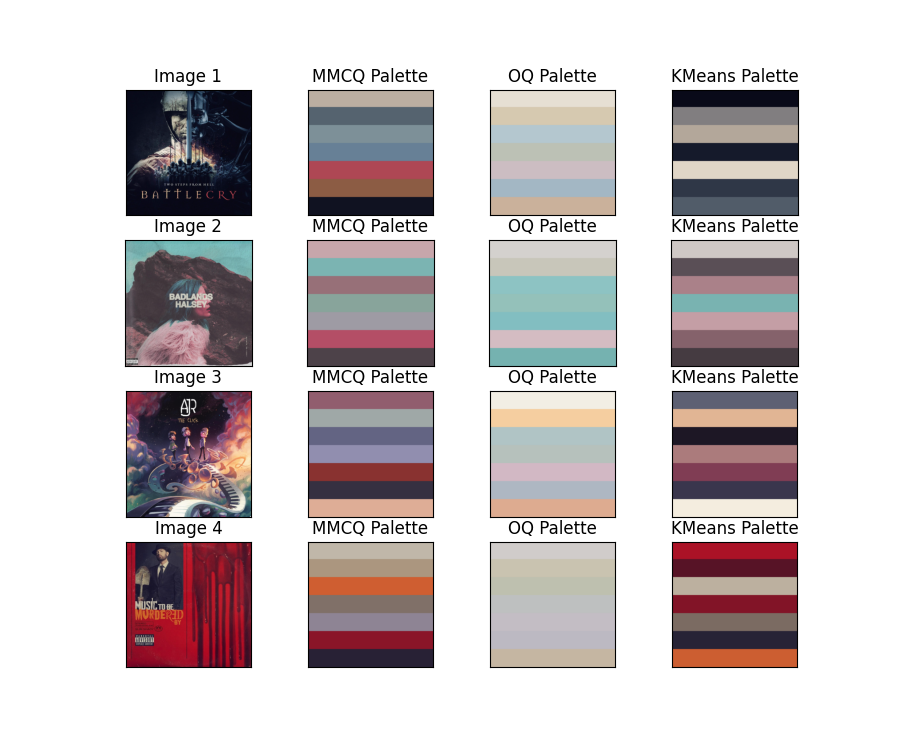 Image 1
MMCQ Palette
OQ Palette
KMeans Palette
TWO STEPS FROM HELL
BATTLECRY
Image 2
MMCQ Palette
OQ Palette
KMeans Palette
BADLANDS
HALSEY
Image 3
MMCQ Palette
OQ Palette
KMeans Palette
AJR
THE CLICK
Image 4
MMCQ Palette
OQ Palette
KMeans Palette
MUSIC TO BE
MURDERED
BY